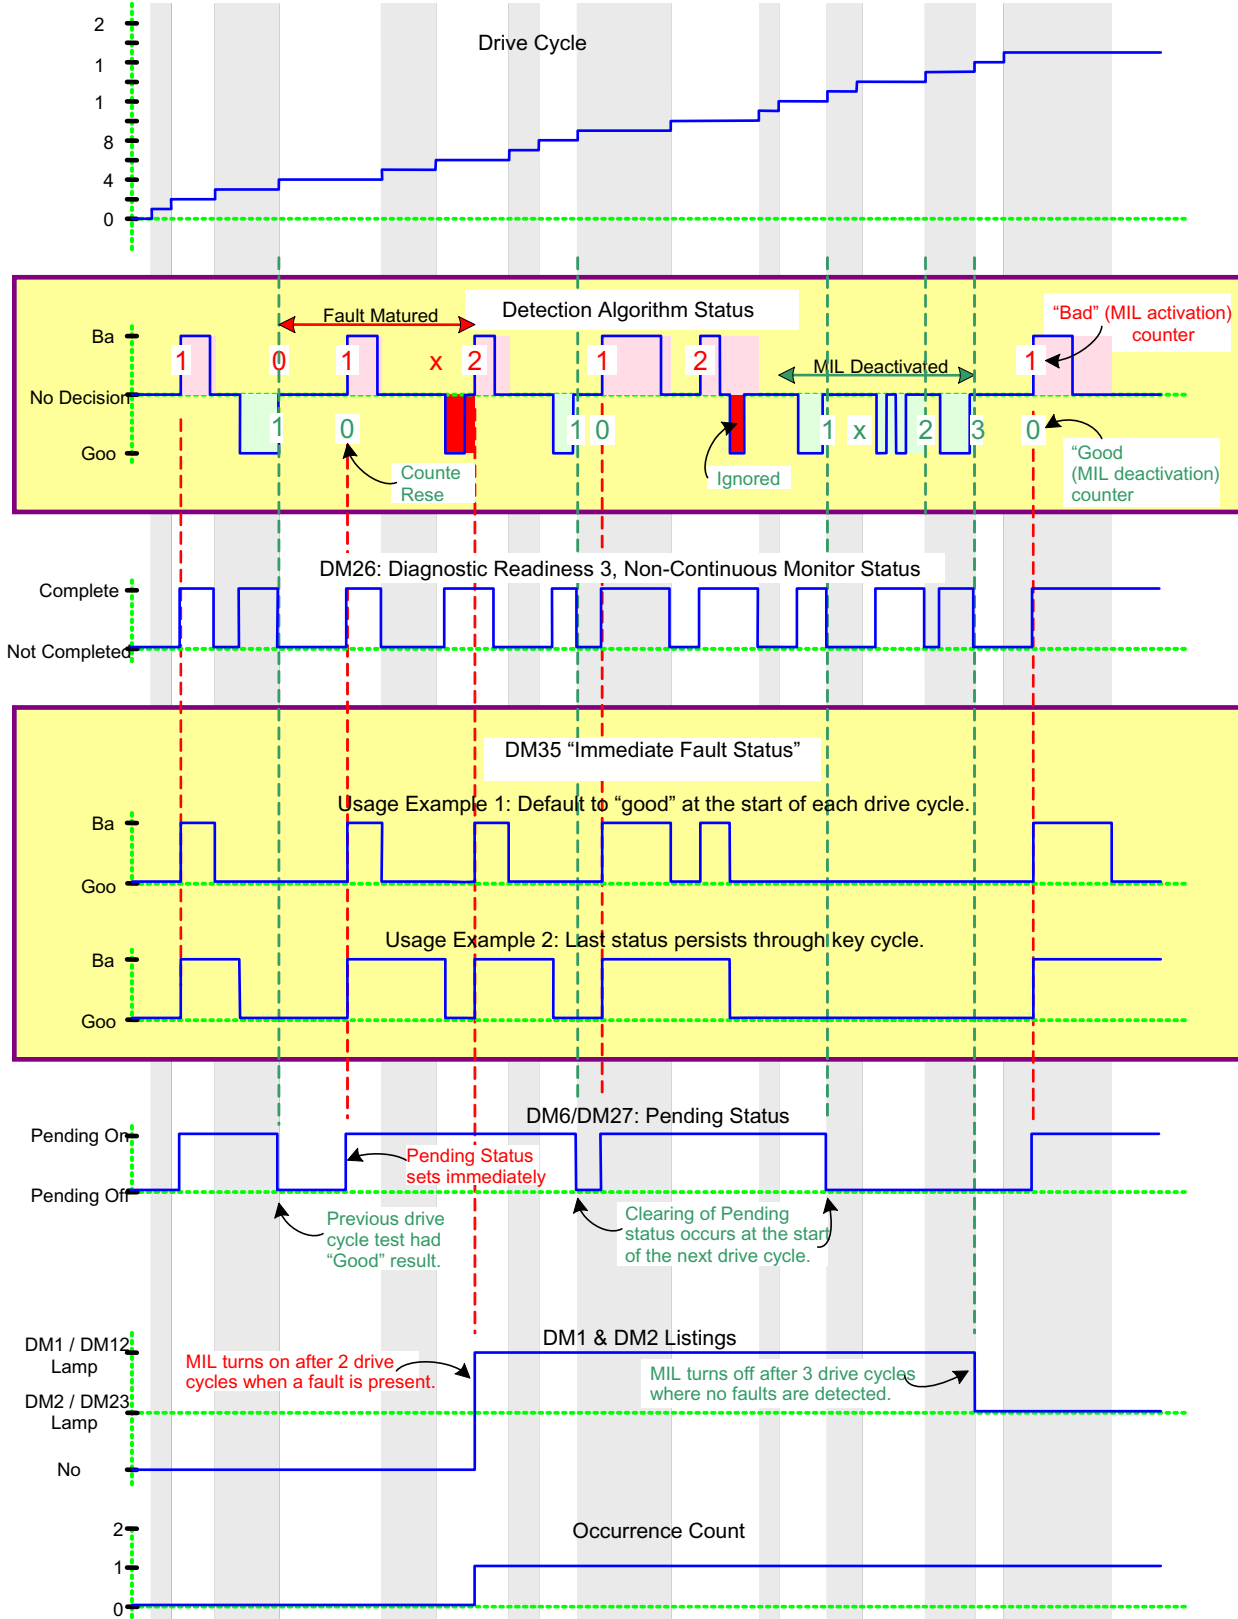 2
Drive Cycle
1
1
8
4
0
Fault Matured
Detection Algorithm Status
"Bad" (MIL activation)
counter
Ba
1 0 1 x 2 1 2 1
MIL Deactivated
No Decision
1 0 1 0 1 x 2 3 0
Goo
Counte
Rese
Ignored
"Good
(MIL deactivation)
counter
DM26: Diagnostic Readiness 3, Non-Continuous Monitor Status
Complete
Not Completed
DM35 "Immediate Fault Status"
Usage Example 1: Default to "good" at the start of each drive cycle.
Ba
Goo
Usage Example 2: Last status persists through key cycle.
Ba
Goo
DM6/DM27: Pending Status
Pending On
Pending Status
sets immediately
Pending Off
Previous drive
cycle test had
"Good" result.
Clearing of Pending
status occurs at the start
of the next drive cycle.
DM1 & DM2 Listings
DM1 / DM12
Lamp
MIL turns on after 2 drive
cycles when a fault is present.
MIL turns off after 3 drive cycles
where no faults are detected.
DM2 / DM23
Lamp
No
Occurrence Count
2
1
0